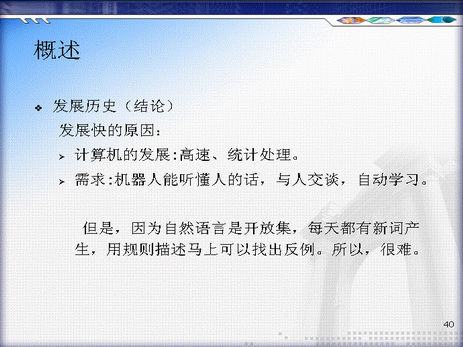 概述
发展历史（结论）
发展快的原因：
计算机的发展:高速、统计处理。
需求:机器人能听懂人的话，与人交谈，自动学习。
但是，因为自然语言是开放集，每天都有新词产
生，用规则描述马上可以找出反例。所以，很难。
40